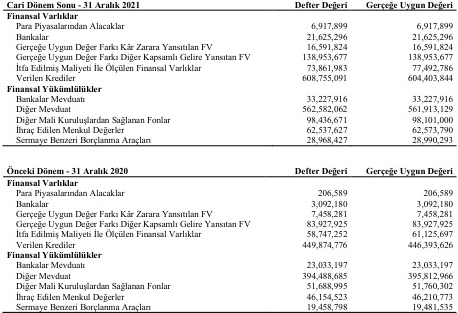 Cari Dönem Sonu - 31 Aralık 2021 Defter Değeri Gerçeğe Uygun Değeri
Finansal Varlıklar
Para Piyasalarından Alacaklar 6,917,899 6,917,899
Bankalar 21,625,296 21,625,296
Gerçeğe Uygun Değer Farkı Kâr Zarara Yansıtılan FV 16,591,824 16,591,824
Gerçeğe Uygun Değer Farkı Diğer Kapsamlı Gelire Yansıtan FV 138,953,677 138,953,677
İtfa Edilmiş Maliyeti İle Ölçülen Finansal Varlıklar 73,861,983 77,492,786
Verilen Krediler 608,755,091 604,403,844
Finansal Yükümlülükler
Bankalar Mevduatı 33,227,916 33,227,916
Diğer Mevduat 562,582,062 561,913,129
Diğer Mali Kuruluşlardan Sağlanan Fonlar 98,436,671 98,101,000
İhraç Edilen Menkul Değerler 62,537,627 62,573,790
Sermaye Benzeri Borçlanma Araçları 28,968,427 28,990,293
Önceki Dönem - 31 Aralık 2020 Defter Değeri Gerçeğe Uygun Değeri
Finansal Varlıklar
Para Piyasalarından Alacaklar 206,589 206,589
Bankalar 3,092,180 3,092,180
Gerçeğe Uygun Değer Farkı Kâr Zarara Yansıtılan FV 7,458,281 7,458,281
Gerçeğe Uygun Değer Farkı Diğer Kapsamlı Gelire Yansıtan FV 83,927,925 83,927,925
İtfa Edilmiş Maliyeti İle Ölçülen Finansal Varlıklar 58,747,252 61,125,697
Verilen Krediler 449,874,776 446,393,626
Finansal Yükümlülükler
Bankalar Mevduatı 23,033,197 23,033,197
Diğer Mevduat 394,488,685 395,812,966
Diğer Mali Kuruluşlardan Sağlanan Fonlar 51,688,995 51,760,302
İhraç Edilen Menkul Değerler 46,154,523 46,210,773
Sermaye Benzeri Borçlanma Araçları 19,458,798 19,481,535